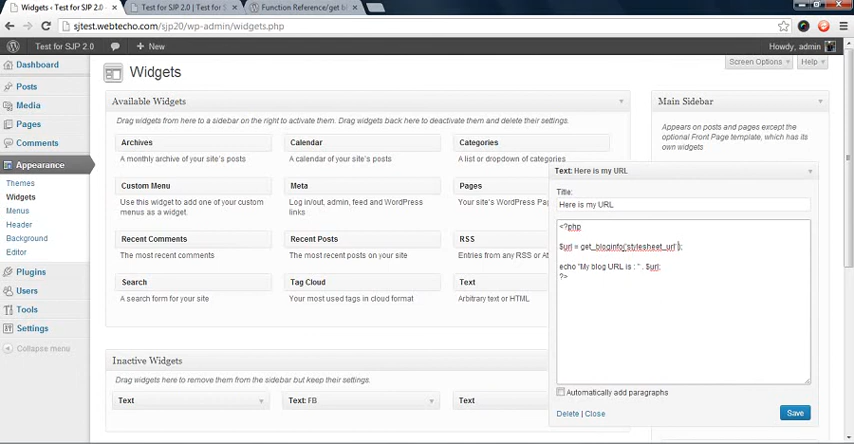 Widgets ‹ Test for SJP 2.0 — W
Test for SJP 2.0 | Test for S
Function Reference/get bl
sjtest.webtecho.com/sjp20/wp-admin/widgets.php
Test for SJP 2.0
+ New
Howdy, admin
Screen Options
Help
Dashboard
Posts
Media
Pages
Comments
Appearance
Themes
Widgets
Menus
Header
Background
Editor
Plugins
Users
Tools
Settings
Collapse menu
Widgets
Available Widgets
Drag widgets from here to a sidebar on the right to activate them. Drag widgets back here to deactivate them and delete their settings.
Archives
A monthly archive of your site's posts
Calendar
A calendar of your site's posts
Categories
A list or dropdown of categories
Custom Menu
Use this widget to add one of your custom
menus as a widget.
Meta
Log in/out, admin, feed and WordPress
links
Pages
Your site's WordPress Pag
Recent Comments
The most recent comments
Recent Posts
The most recent posts on your site
RSS
Entries from any RSS or At
Search
A search form for your site
Tag Cloud
Your most used tags in cloud format
Text
Arbitrary text or HTML
Inactive Widgets
Drag widgets here to remove them from the sidebar but keep their settings.
Text
Text: FB
Text
Main Sidebar
Appears on posts and pages except the
optional Front Page template, which has its
own widgets
Text: Here is my URL
Title:
Here is my URL
<?php
$url = get_bloginfo('stylesheet_url');
echo "My blog URL is : " . $url;
?>
Automatically add paragraphs
Delete | Close
Save